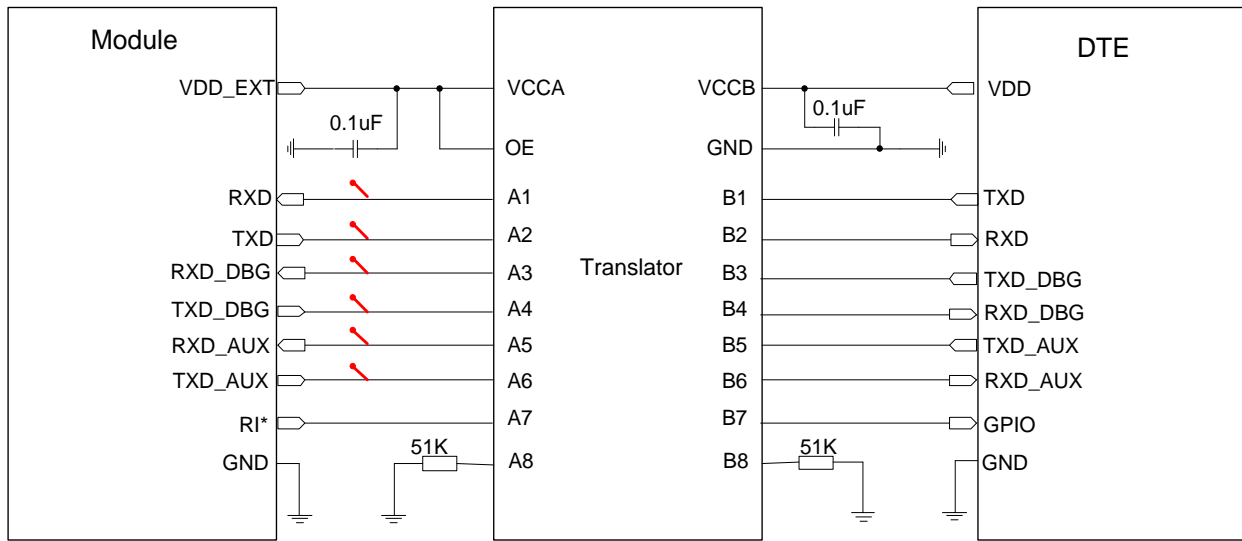 Module
DTE
VDD_EXT
VCCA
VCCB
VDD
0.1uF
0.1uF
OE
GND
RXD
A1
B1
TXD
TXD
A2
B2
RXD
RXD_DBG
A3
Translator
B3
TXD_DBG
TXD_DBG
A4
B4
RXD_DBG
RXD_AUX
A5
B5
TXD_AUX
TXD_AUX
A6
B6
RXD_AUX
RI*
A7
B7
GPIO
51K
51K
GND
A8
B8
GND